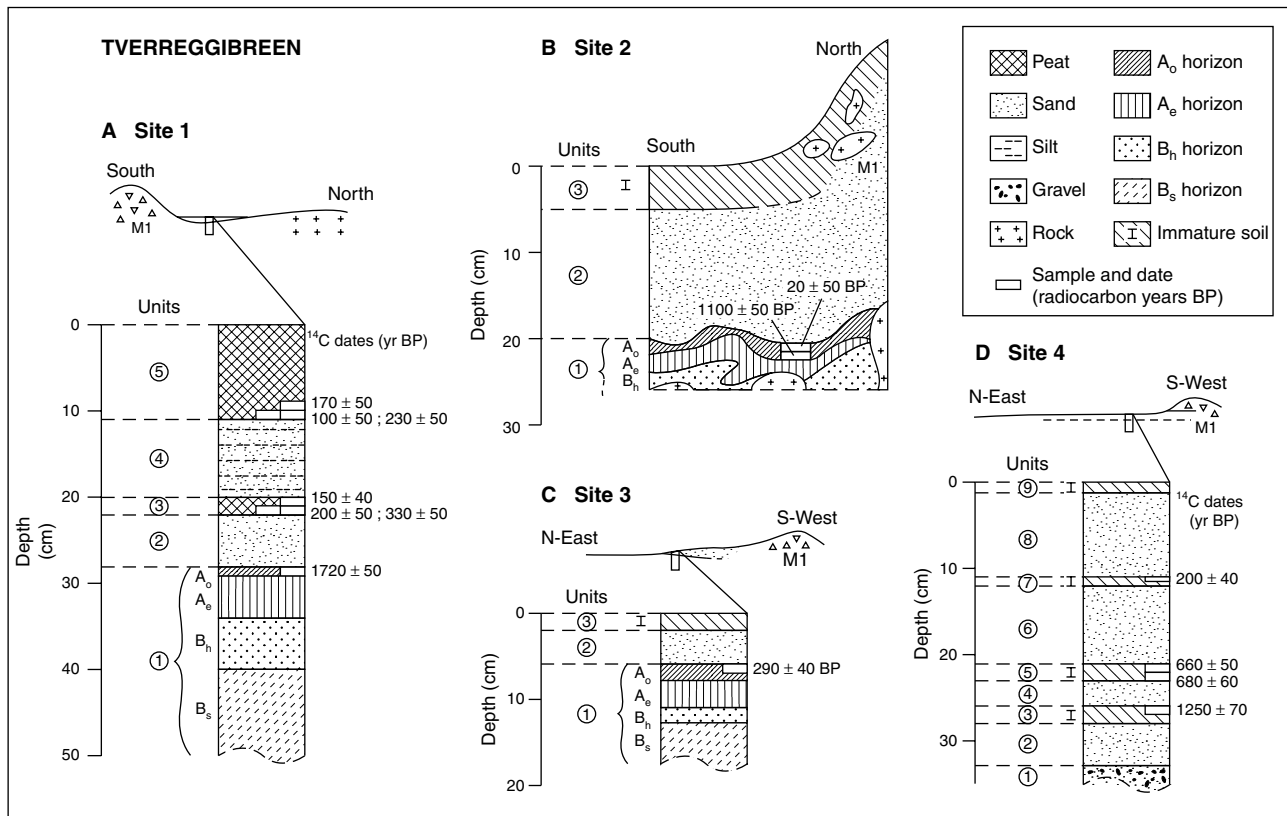 TVERREGGIBREEN
A Site 1
South
North
M1
Units
¹⁴C dates (yr BP)
Depth (cm)
0
10
20
30
40
50
⑤
④
③
②
①
170 ± 50
100 ± 50 ; 230 ± 50
150 ± 40
200 ± 50 ; 330 ± 50
1720 ± 50
Aₒ
Aₑ
Bₕ
Bₛ
B Site 2
North
South
M1
Units
Depth (cm)
0
10
20
30
③ I
②
①
20 ± 50 BP
1100 ± 50 BP
Aₒ
Aₑ
Bₕ
C Site 3
N-East
S-West
M1
Units
Depth (cm)
0
10
20
③ I
②
①
290 ± 40 BP
Aₒ
Aₑ
Bₕ
Bₛ
Peat
Sand
Silt
Gravel
Rock
Aₒ horizon
Aₑ horizon
Bₕ horizon
Bₛ horizon
I Immature soil
Sample and date
(radiocarbon years BP)
D Site 4
N-East
S-West
M1
Units
¹⁴C dates
(yr BP)
Depth (cm)
0
10
20
30
⑨ I
⑧
⑦ I
⑥
⑤ I
④
③ I
②
①
200 ± 40
660 ± 50
680 ± 60
1250 ± 70